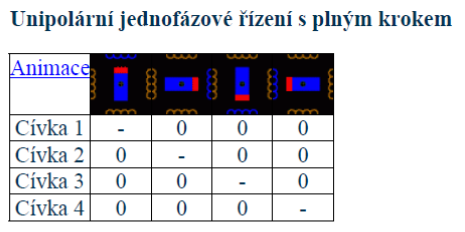 Unipolární jednofázové řízení s plným krokem
Animace
Cívka 1 - 0 0 0
Cívka 2 0 - 0 0
Cívka 3 0 0 - 0
Cívka 4 0 0 0 -